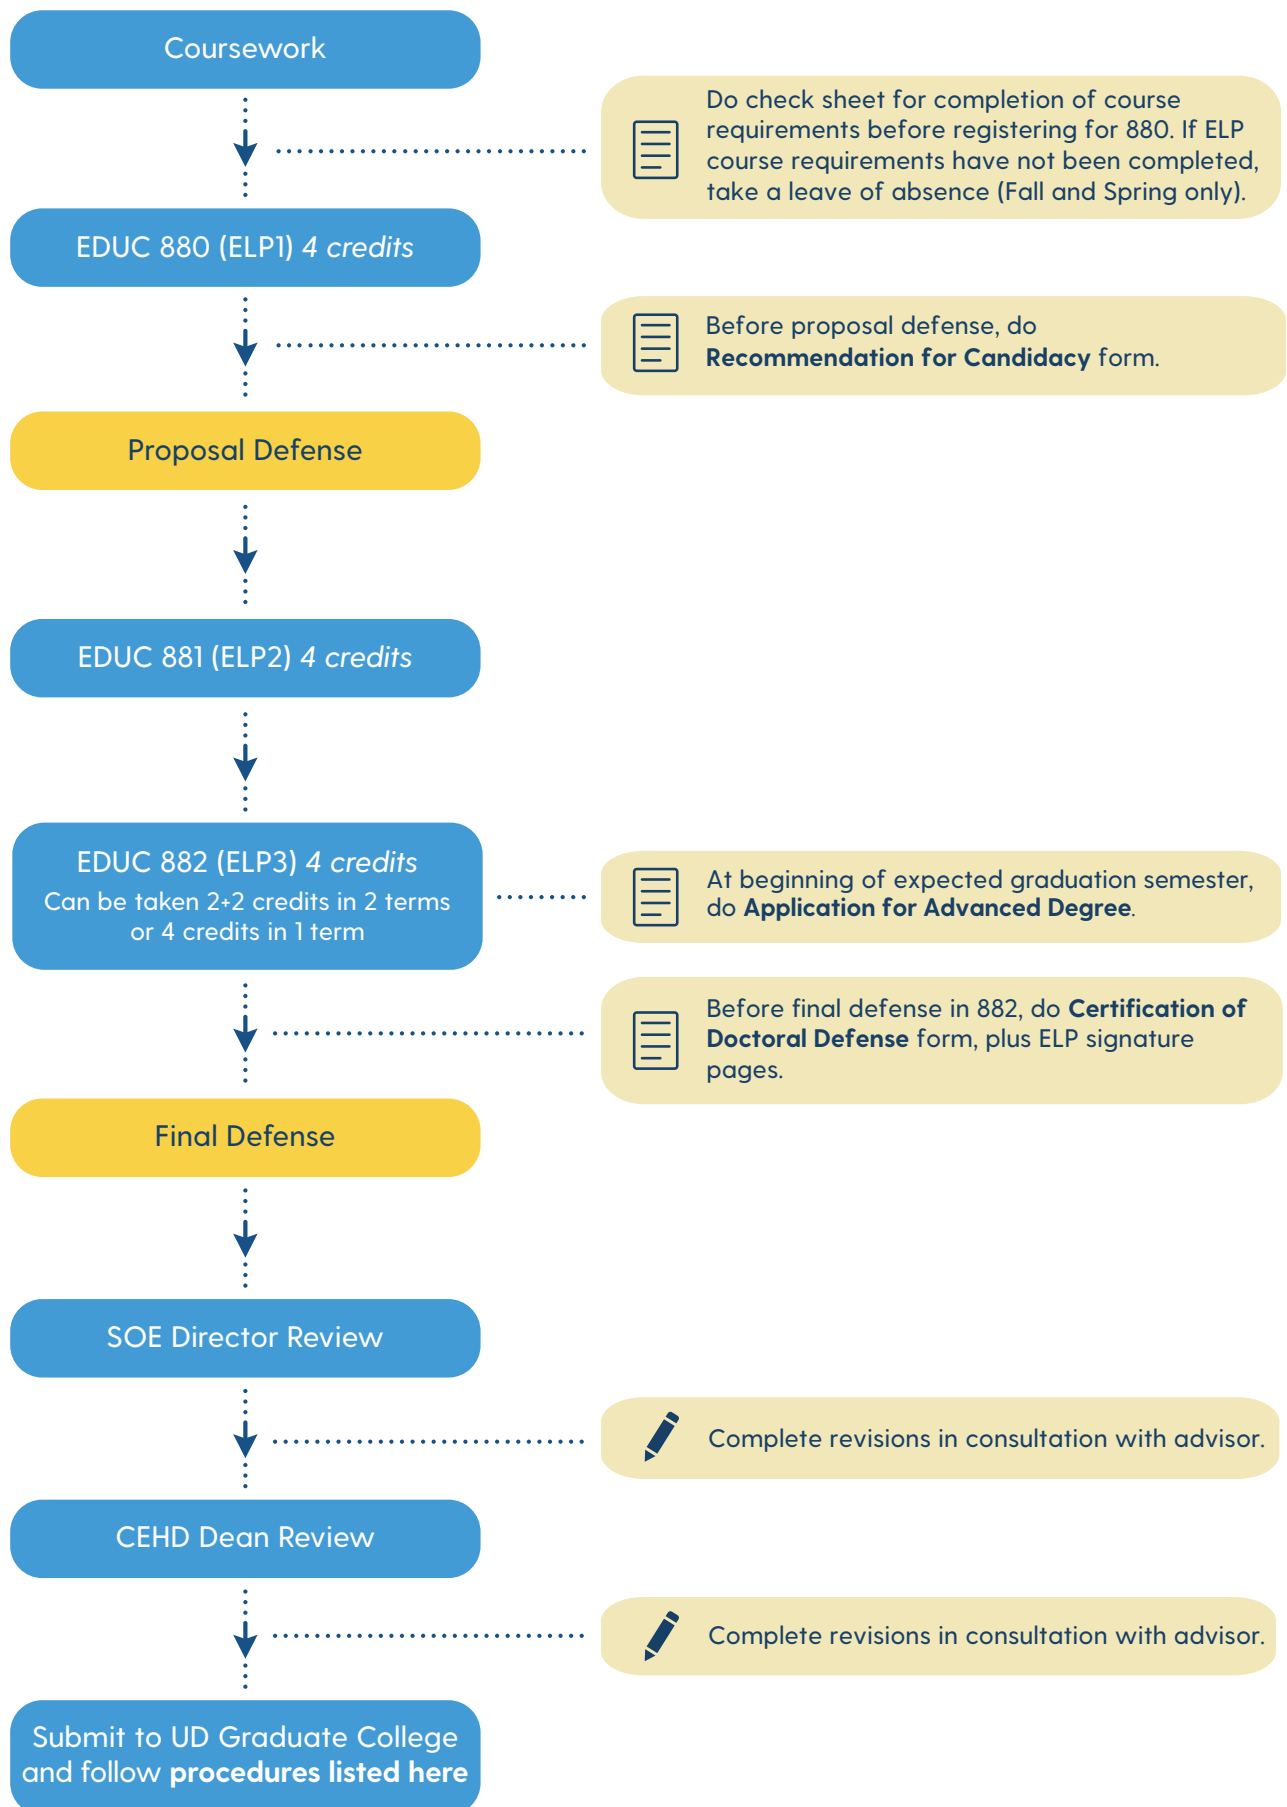 Coursework
Do check sheet for completion of course
requirements before registering for 880. If ELP
course requirements have not been completed,
take a leave of absence (Fall and Spring only).
EDUC 880 (ELP1) 4 credits
Before proposal defense, do
Recommendation for Candidacy form.
Proposal Defense
EDUC 881 (ELP2) 4 credits
EDUC 882 (ELP3) 4 credits
Can be taken 2+2 credits in 2 terms
or 4 credits in 1 term
At beginning of expected graduation semester,
do Application for Advanced Degree.
Before final defense in 882, do Certification of
Doctoral Defense form, plus ELP signature
pages.
Final Defense
SOE Director Review
Complete revisions in consultation with advisor.
CEHD Dean Review
Complete revisions in consultation with advisor.
Submit to UD Graduate College
and follow procedures listed here